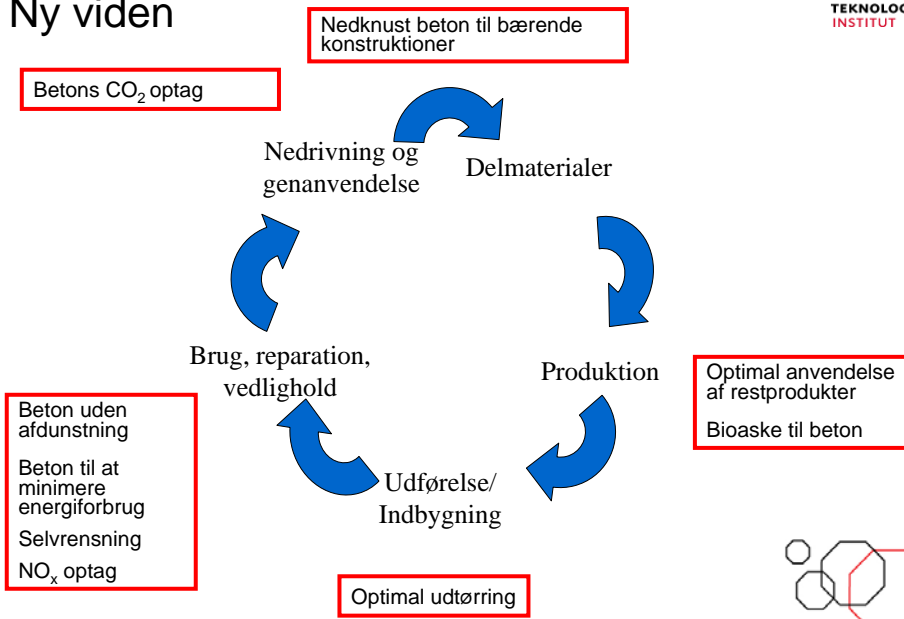 Ny viden
TEKNOLOG
INSTITUT
Nedknust beton til bærende
konstruktioner
Betons CO₂ optag
Nedrivning og
genanvendelse
Delmaterialer
Brug, reparation,
vedlighold
Produktion
Optimal anvendelse
af restprodukter
Bioaske til beton
Beton uden
afdunstning
Beton til at
minimere
energiforbrug
Selvrensning
NOₓ optag
Udførelse/
Indbygning
Optimal udtørring